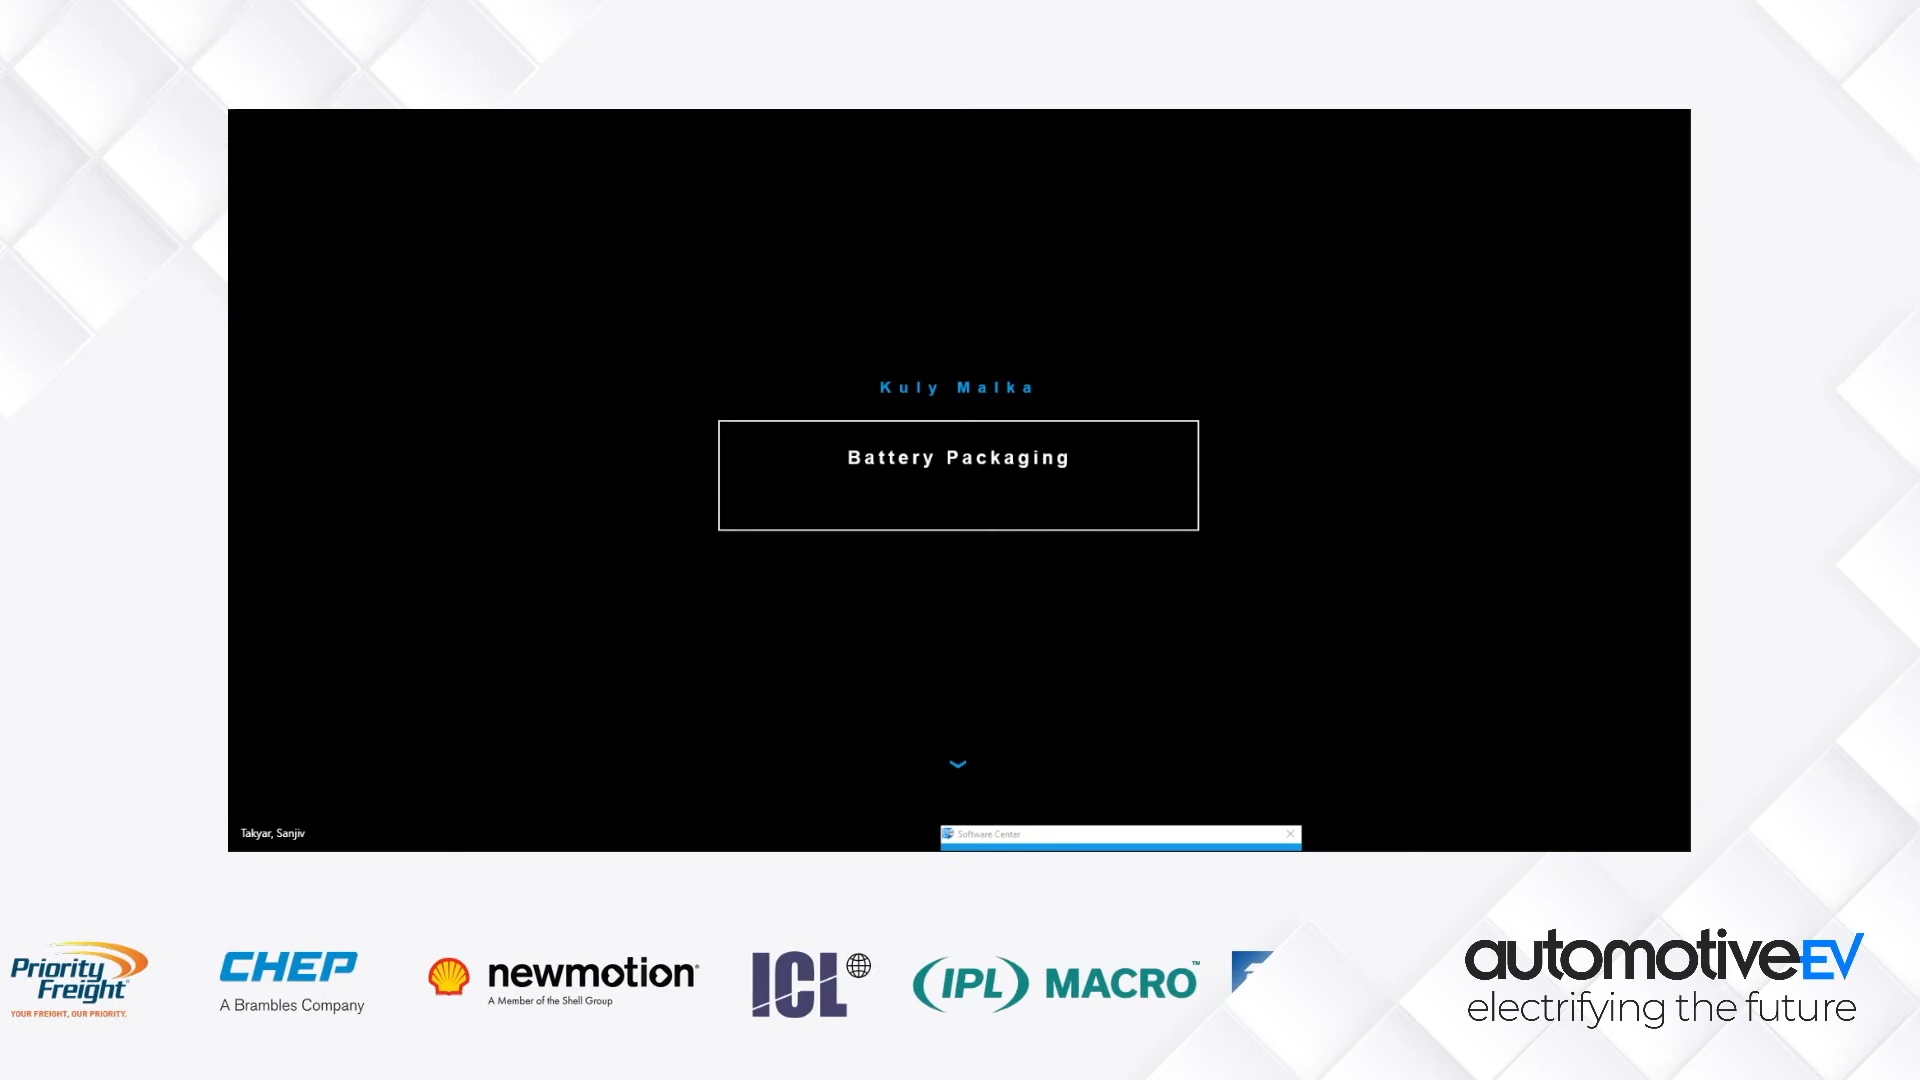 Kuly Malka
Battery Packaging
Takyar, Sanjiv
Software Center
Priority
Freight
YOUR FREIGHT, OUR PRIORITY.
CHEP
A Brambles Company
newmotion
A Member of the Shell Group
ICL
IPL MACRO™
automotiveEV
electrifying the future